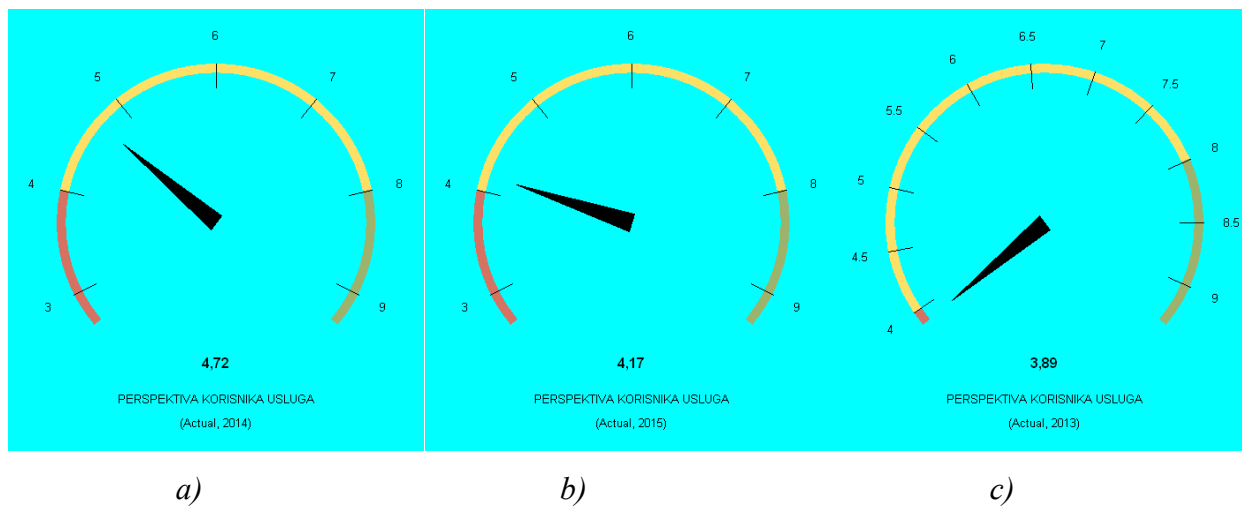 3 4 5 6 7 8 9
4,72
PERSPEKTIVA KORISNIKA USLUGA
(Actual, 2014)
a)
3 4 5 6 7 8 9
4,17
PERSPEKTIVA KORISNIKA USLUGA
(Actual, 2015)
b)
4 4.5 5 5.5 6 6.5 7 7.5 8 8.5 9
3,89
PERSPEKTIVA KORISNIKA USLUGA
(Actual, 2013)
c)